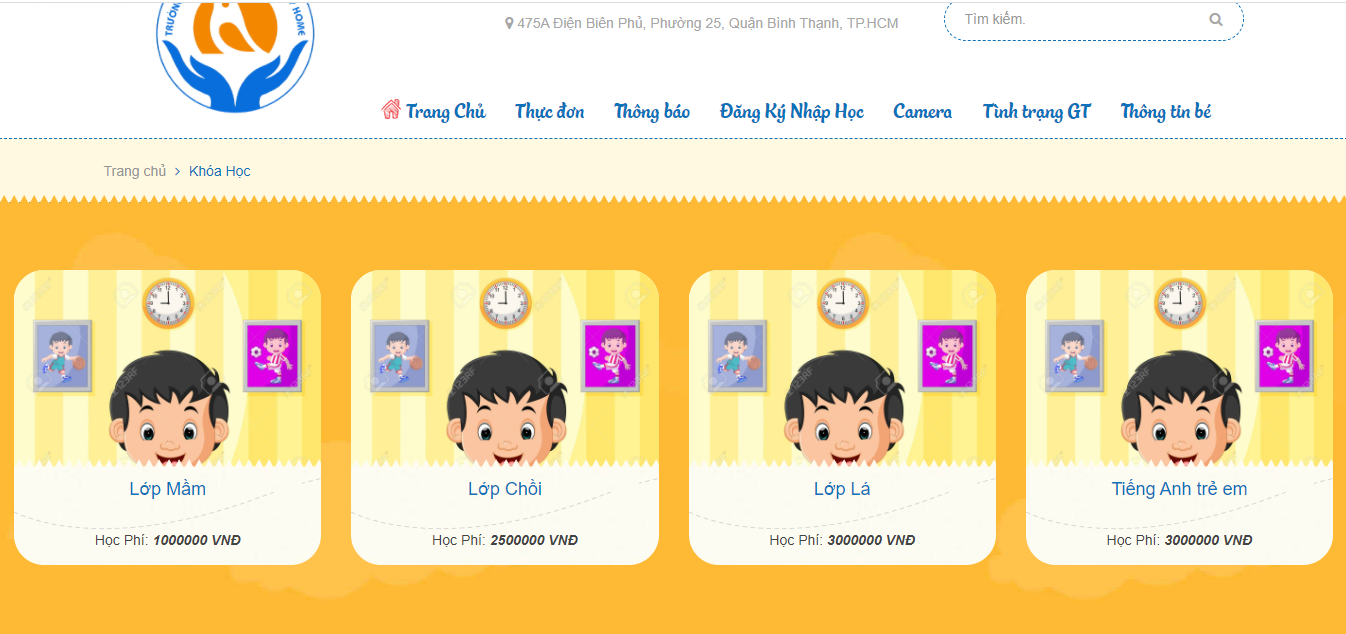 TRƯỜNG
HOME
475A Điện Biên Phủ, Phường 25, Quận Bình Thạnh, TP.HCM
Tìm kiếm.
Trang Chủ Thực đơn Thông báo Đăng Ký Nhập Học Camera Tình trạng GT Thông tin bé
Trang chủ > Khóa Học
Lớp Mầm Lớp Chồi Lớp Lá Tiếng Anh trẻ em
Học Phí: 1000000 VNĐ Học Phí: 2500000 VNĐ Học Phí: 3000000 VNĐ Học Phí: 3000000 VNĐ